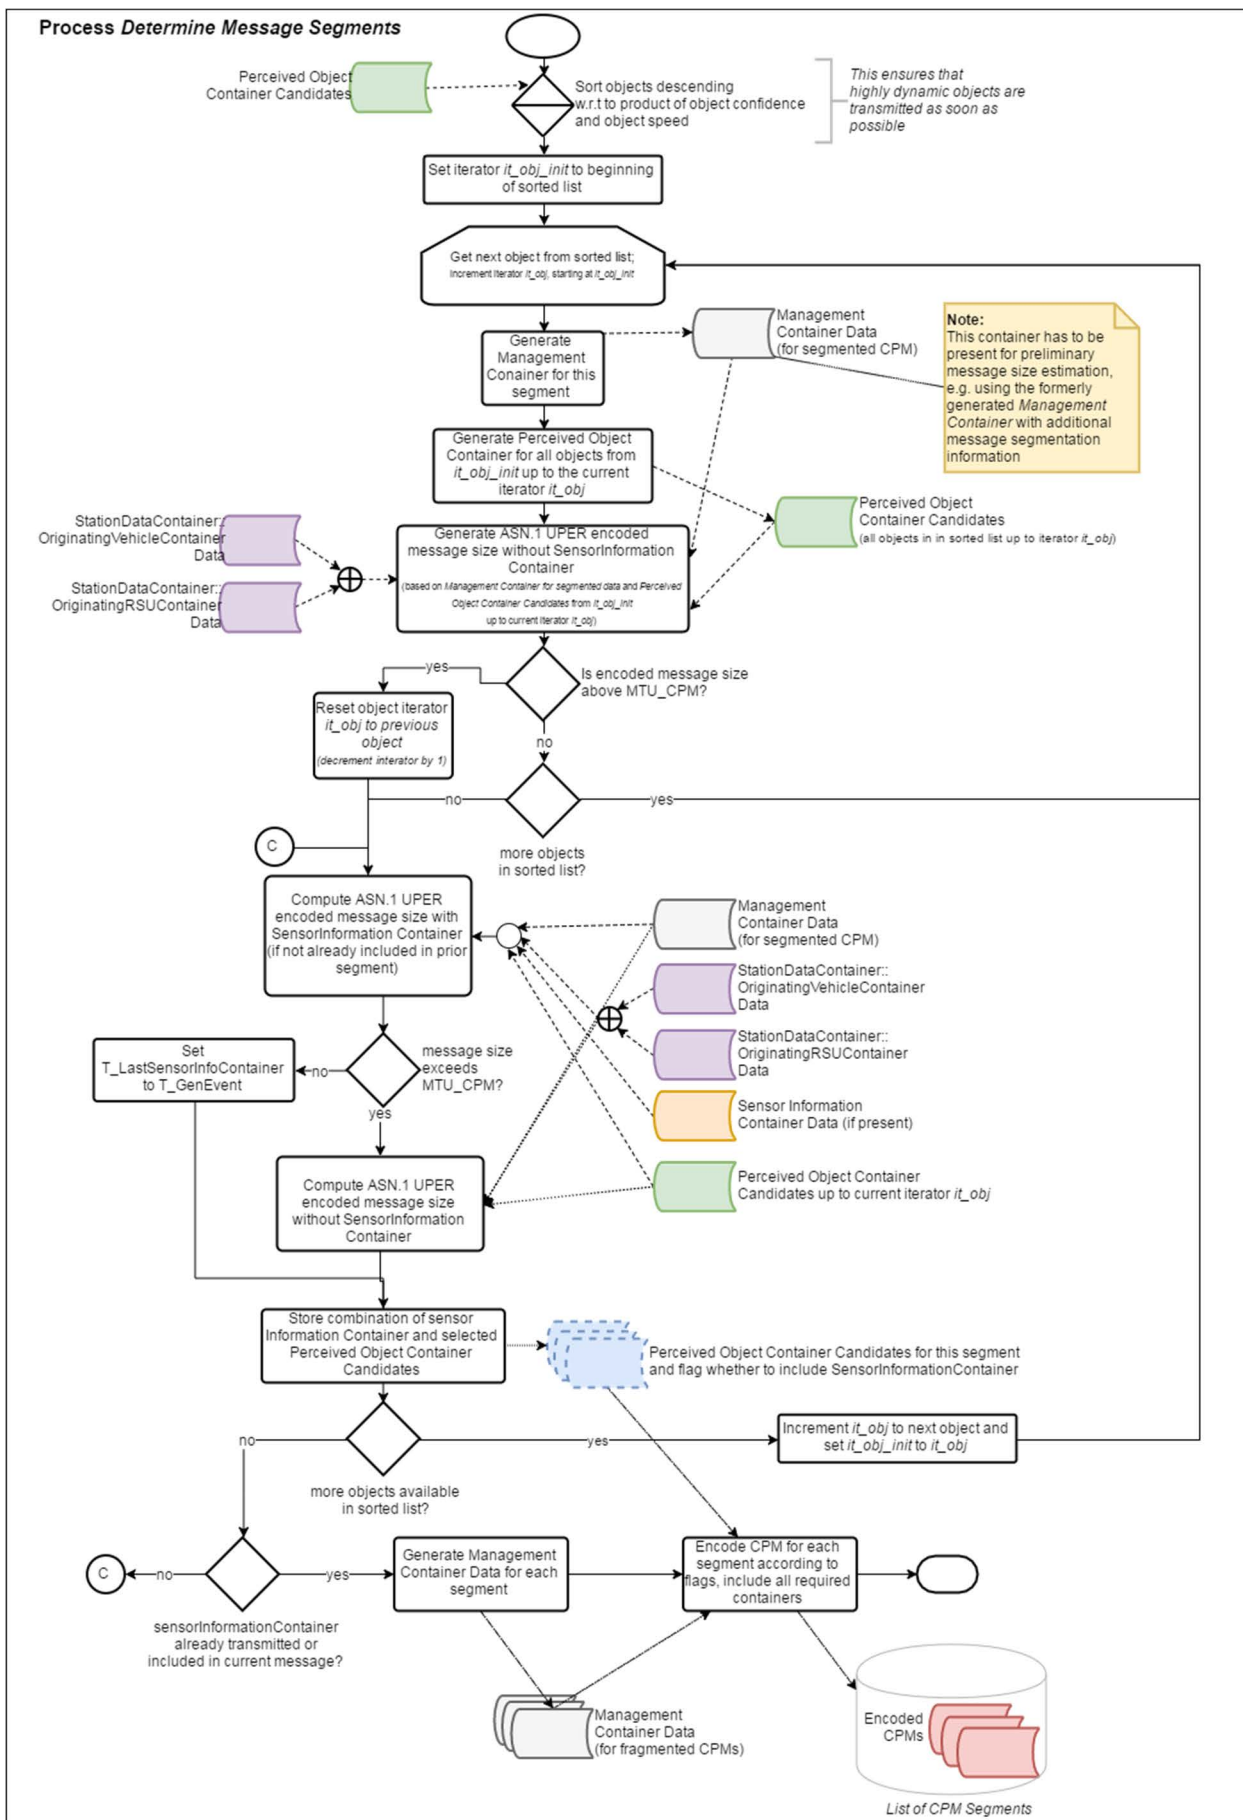 Process Determine Message Segments
Perceived Object
Container Candidates
Sort objects descending
w.r.t to product of object confidence
and object speed
This ensures that
highly dynamic objects are
transmitted as soon as
possible
Set iterator it_obj_init to beginning
of sorted list
Get next object from sorted list;
Increment Iterator it_obj, starting at it_obj_init
Generate
Management
Conainer for this
segment
Management
Container Data
(for segmented CPM)
Note:
This container has to be
present for preliminary
message size estimation,
e.g. using the formerly
generated Management
Container with additional
message segmentation
information
Generate Perceived Object
Container for all objects from
it_obj_init up to the current
iterator it_obj
Perceived Object
Container Candidates
(all objects in in sorted list up to iterator it_obj)
StationDataContainer::
OriginatingVehicleContainer
Data
StationDataContainer::
OriginatingRSUContainer
Data
Generate ASN.1 UPER encoded
message size without SensorInformation
Container
(based on Management Container for segmented data and Perceived
Object Container Candidates from it_obj_init
up to current iterator it_obj)
Is encoded message size
above MTU_CPM?
yes
no
Reset object iterator
it_obj to previous
object
(decrement interator by 1)
no
yes
more objects
in sorted list?
C
Compute ASN.1 UPER
encoded message size with
SensorInformation Container
(if not already included in prior
segment)
Management
Container Data
(for segmented CPM)
StationDataContainer::
OriginatingVehicleContainer
Data
StationDataContainer::
OriginatingRSUContainer
Data
Sensor Information
Container Data (if present)
Perceived Object Container
Candidates up to current iterator it_obj
message size
exceeds
MTU_CPM?
no
yes
Set
T_LastSensorInfoContainer
to T_GenEvent
Compute ASN.1 UPER
encoded message size
without SensorInformation
Container
Store combination of sensor
Information Container and selected
Perceived Object Container
Candidates
Perceived Object Container Candidates for this segment
and flag whether to include SensorInformationContainer
no
yes
more objects available
in sorted list?
Increment it_obj to next object and
set it_obj_init to it_obj
C
no
yes
sensorInformationContainer
already transmitted or
included in current message?
Generate Management
Container Data for each
segment
Encode CPM for each
segment according to
flags, include all required
containers
Management
Container Data
(for fragmented CPMs)
Encoded
CPMs
List of CPM Segments